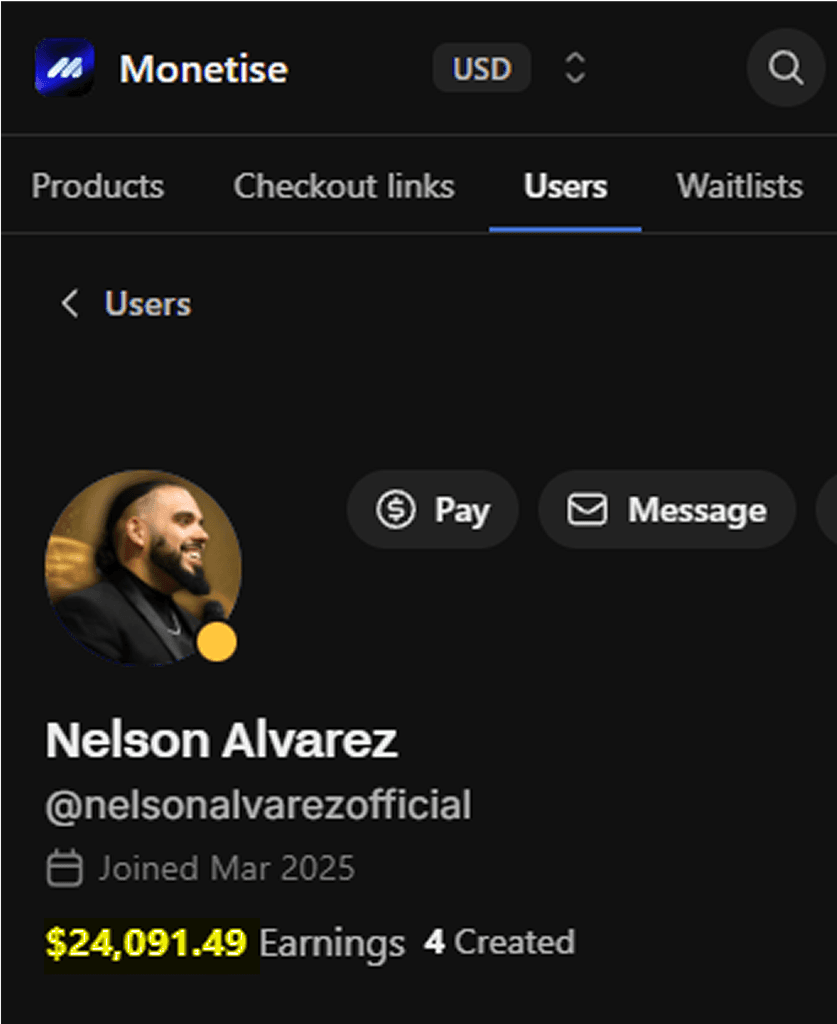 Monetise USD
Products Checkout links Users Waitlists
Users
Pay Message
Nelson Alvarez
@nelsonalvarezofficial
Joined Mar 2025
$24,091.49 Earnings 4 Created